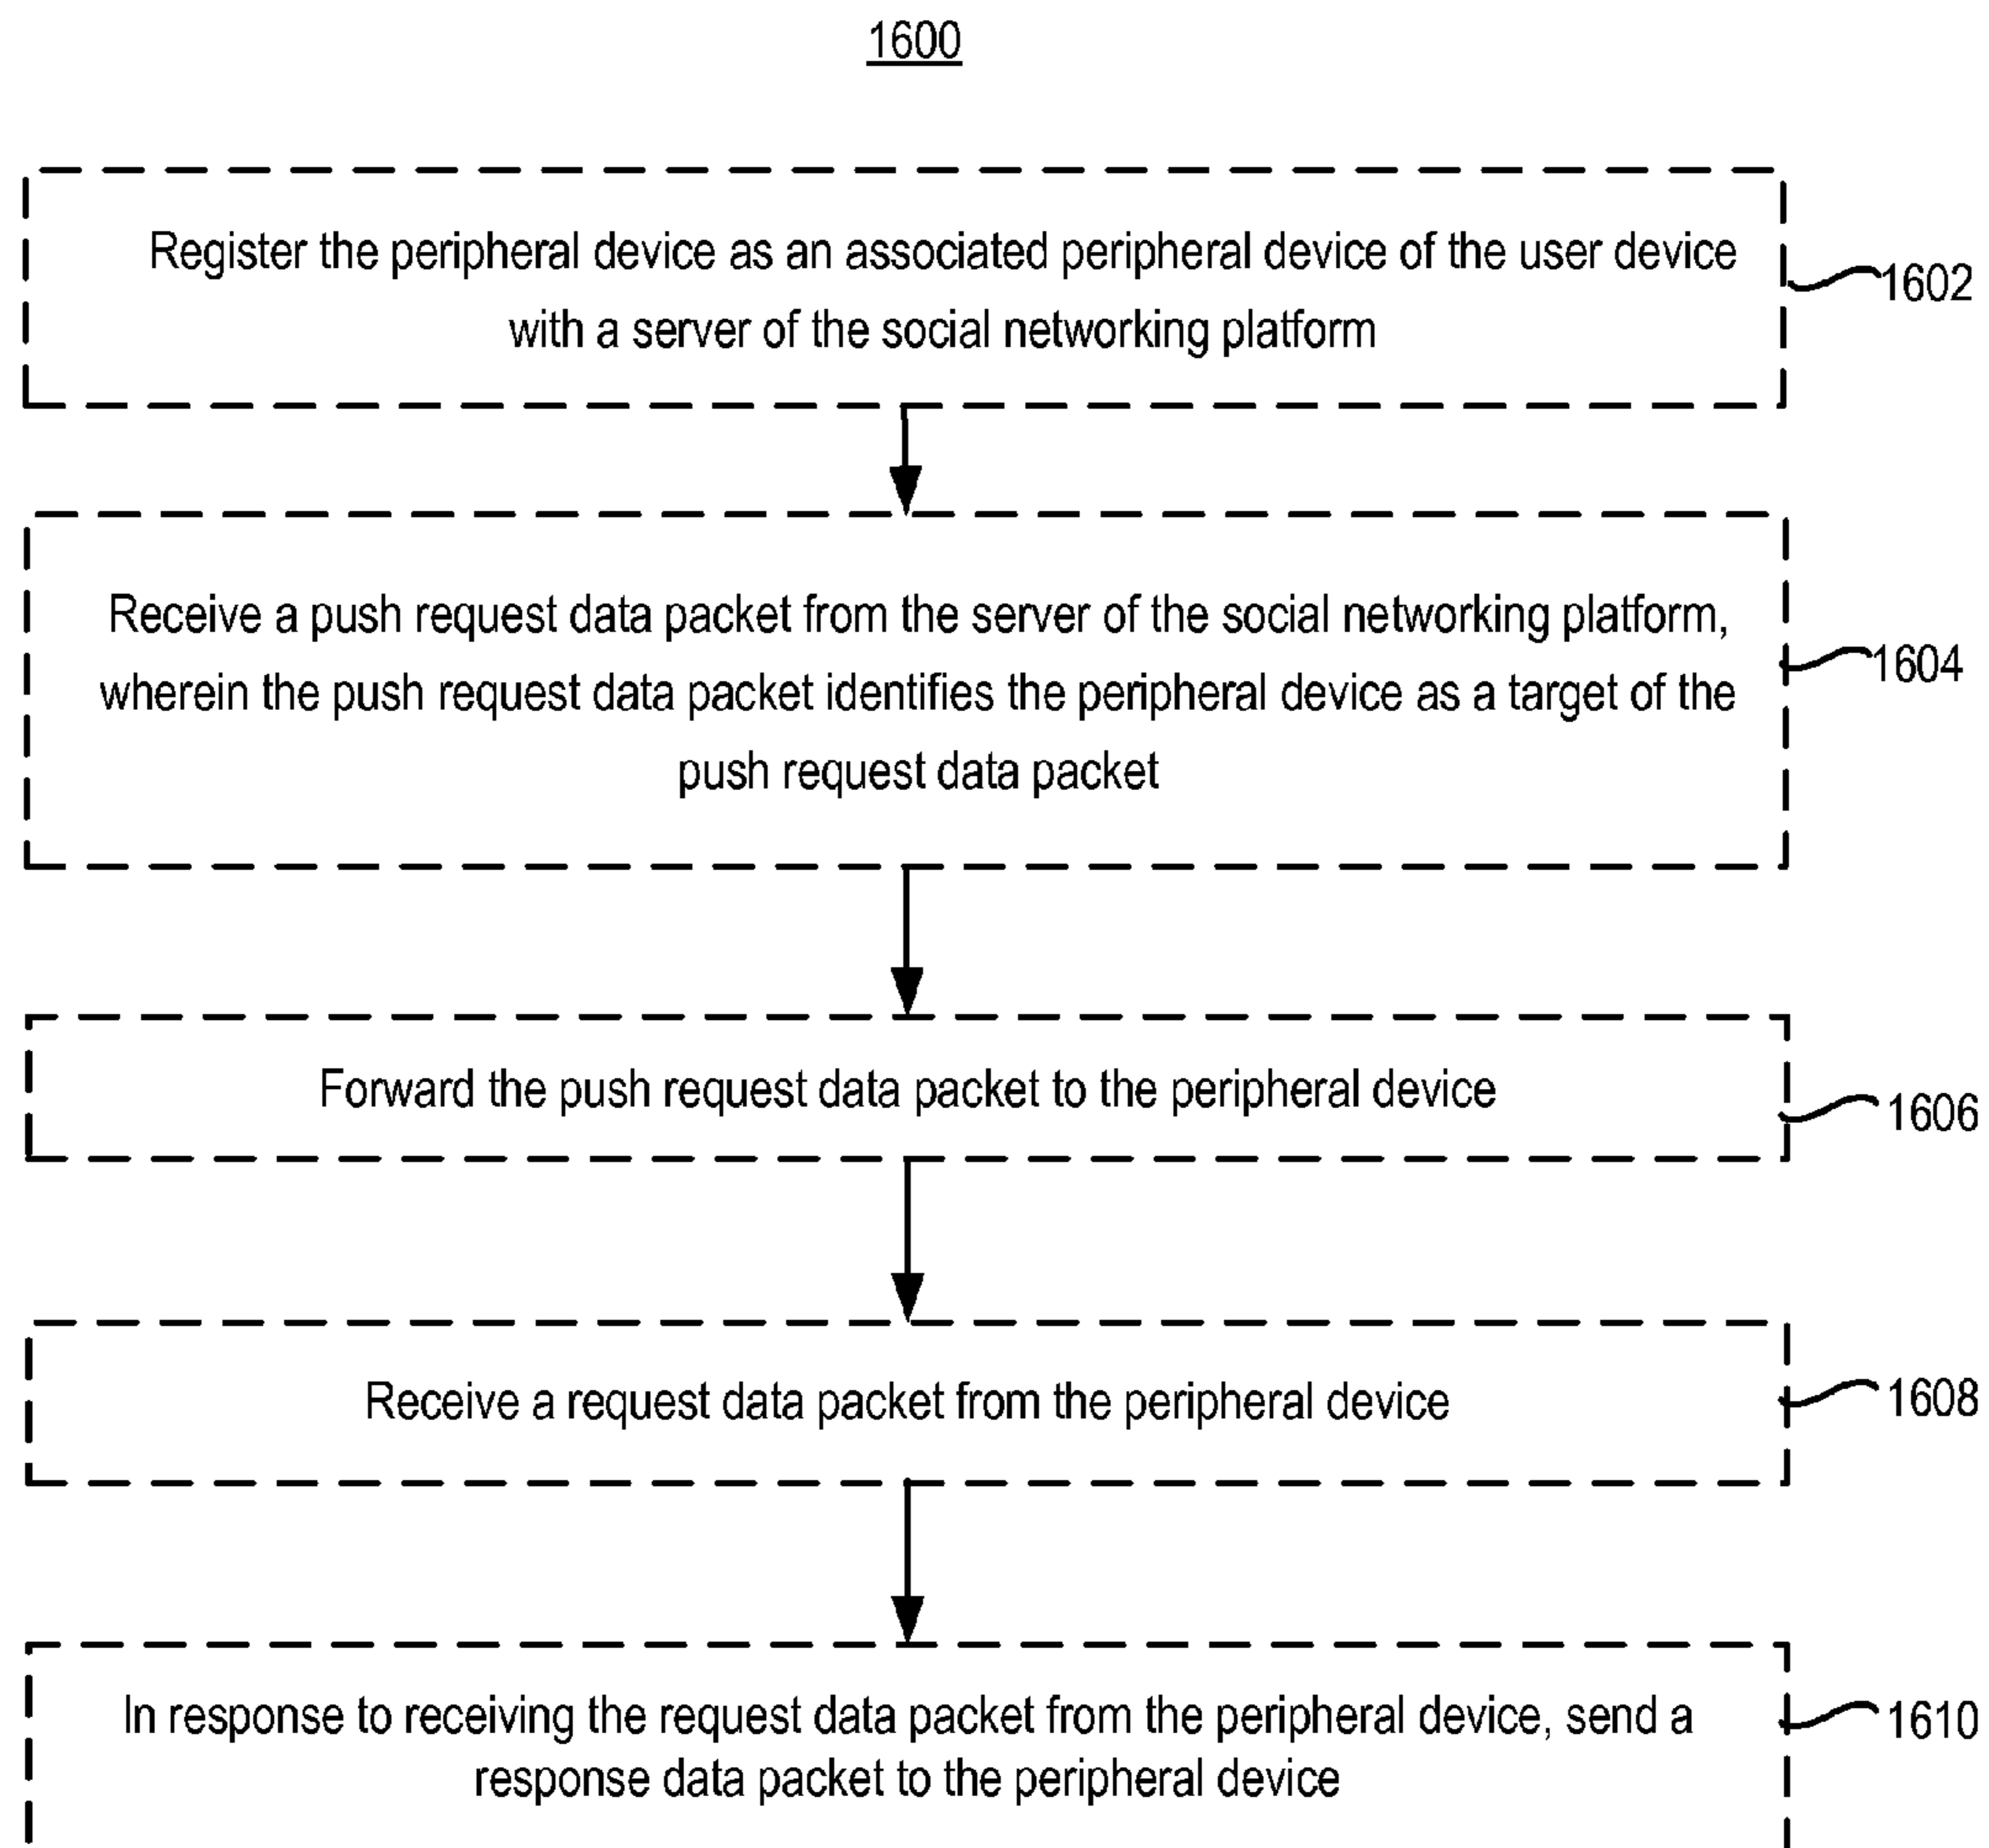 1600
Register the peripheral device as an associated peripheral device of the user device
with a server of the social networking platform
1602
Receive a push request data packet from the server of the social networking platform,
wherein the push request data packet identifies the peripheral device as a target of the
push request data packet
1604
Forward the push request data packet to the peripheral device
1606
Receive a request data packet from the peripheral device
1608
In response to receiving the request data packet from the peripheral device, send a
response data packet to the peripheral device
1610